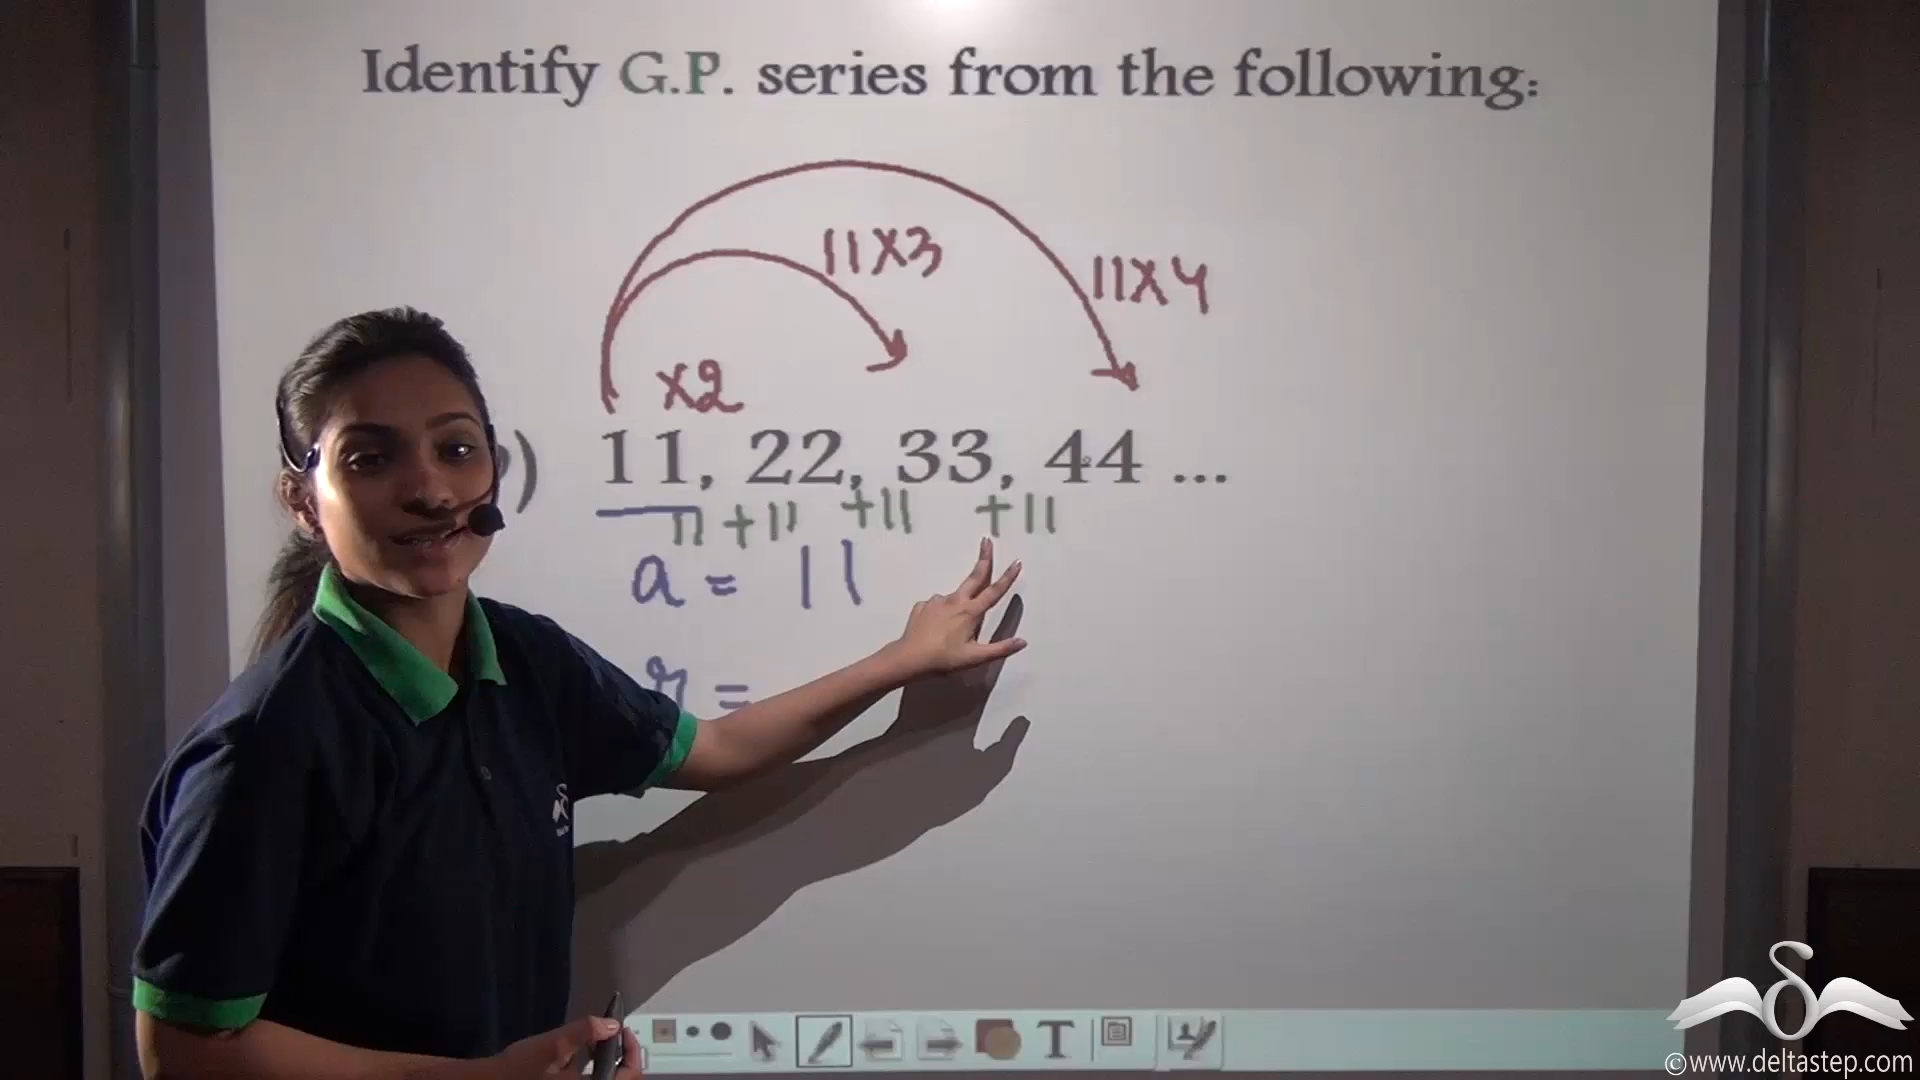 Identify G.P. series from the following:
11x3
11x4
x2
) 11, 22, 33, 44 ...
11 +11 +11 +11
a = 11
r =
T
©www.deltastep.com